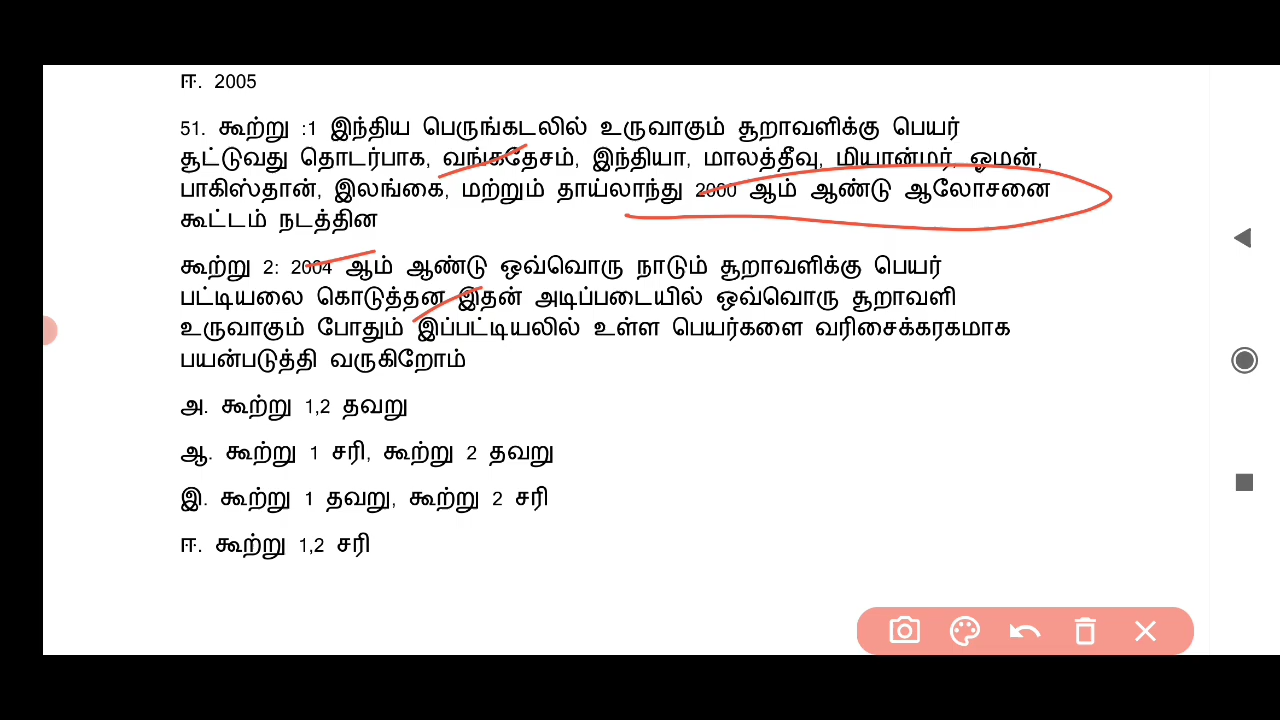 ஈ. 2005
51. கூற்று :1 இந்திய பெருங்கடலில் உருவாகும் சூறாவளிக்கு பெயர்
சூட்டுவது தொடர்பாக, வங்கதேசம், இந்தியா, மாலத்தீவு, மியான்மர், ஓமன்,
பாகிஸ்தான், இலங்கை, மற்றும் தாய்லாந்து 2000 ஆம் ஆண்டு ஆலோசனை
கூட்டம் நடத்தின
கூற்று 2: 2004 ஆம் ஆண்டு ஒவ்வொரு நாடும் சூறாவளிக்கு பெயர்
பட்டியலை கொடுத்தன இதன் அடிப்படையில் ஒவ்வொரு சூறாவளி
உருவாகும் போதும் இப்பட்டியலில் உள்ள பெயர்களை வரிசைக்கரகமாக
பயன்படுத்தி வருகிறோம்
அ. கூற்று 1,2 தவறு
ஆ. கூற்று 1 சரி, கூற்று 2 தவறு
இ. கூற்று 1 தவறு, கூற்று 2 சரி
ஈ. கூற்று 1,2 சரி